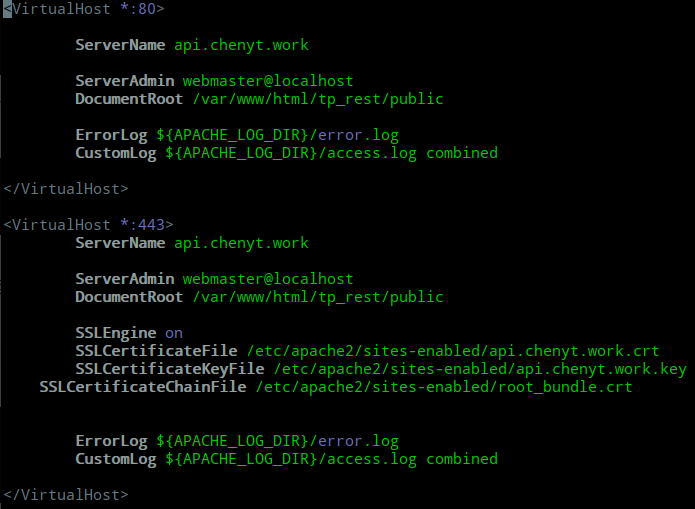 <VirtualHost *:80>
ServerName api.chenyt.work
ServerAdmin webmaster@localhost
DocumentRoot /var/www/html/tp_rest/public
ErrorLog ${APACHE_LOG_DIR}/error.log
CustomLog ${APACHE_LOG_DIR}/access.log combined
</VirtualHost>
<VirtualHost *:443>
ServerName api.chenyt.work
ServerAdmin webmaster@localhost
DocumentRoot /var/www/html/tp_rest/public
SSLEngine on
SSLCertificateFile /etc/apache2/sites-enabled/api.chenyt.work.crt
SSLCertificateKeyFile /etc/apache2/sites-enabled/api.chenyt.work.key
SSLCertificateChainFile /etc/apache2/sites-enabled/root_bundle.crt
ErrorLog ${APACHE_LOG_DIR}/error.log
CustomLog ${APACHE_LOG_DIR}/access.log combined
</VirtualHost>